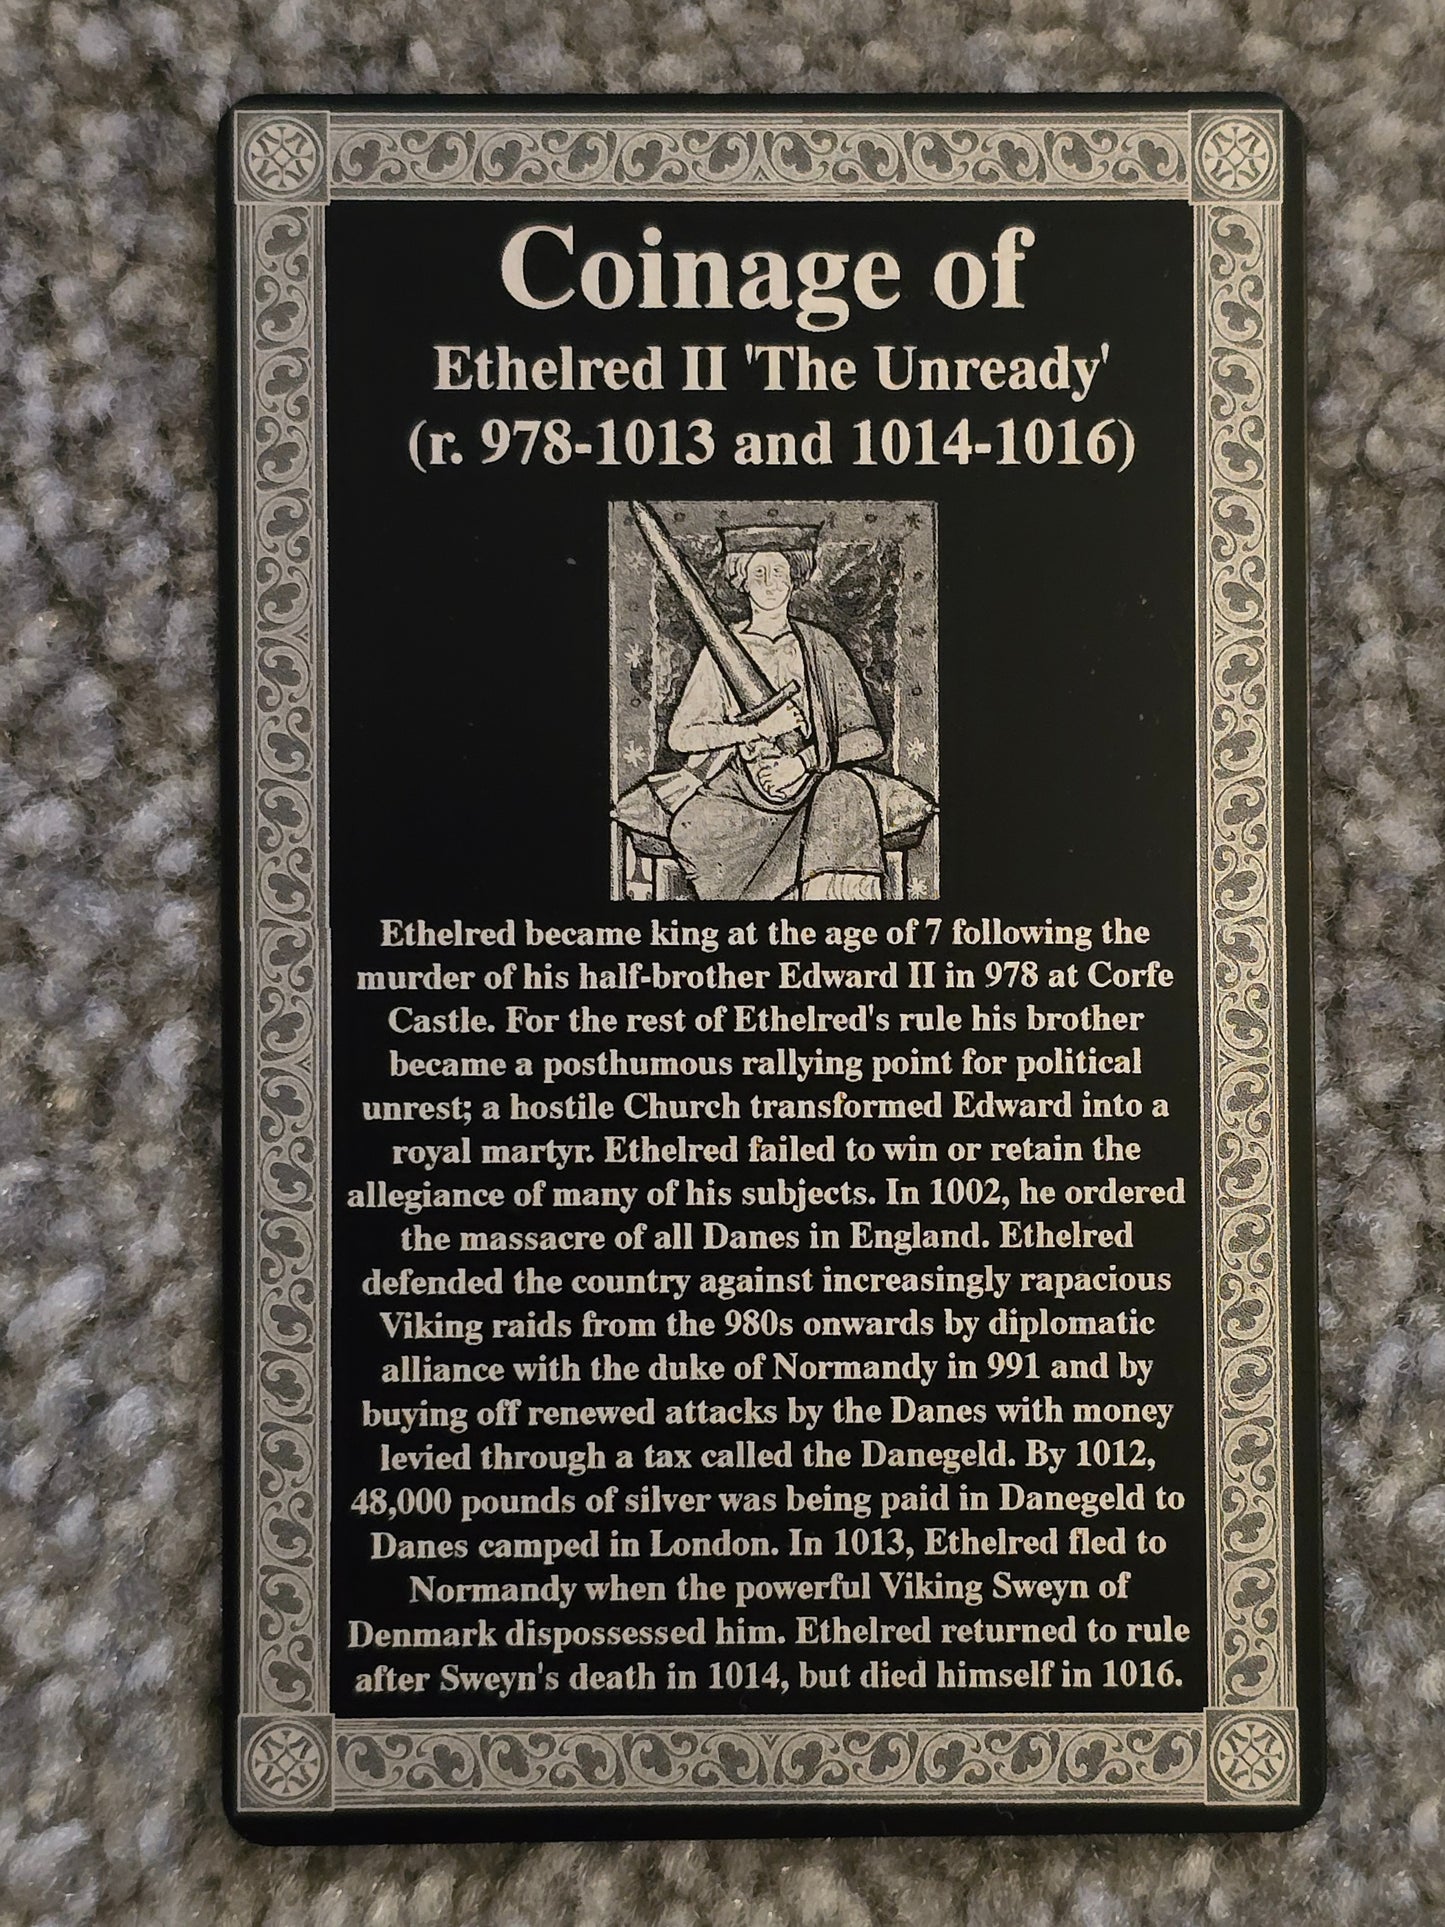 Coinage of
Ethelred II 'The Unready'
(r. 978-1013 and 1014-1016)
Ethelred became king at the age of 7 following the
murder of his half-brother Edward II in 978 at Corfe
Castle. For the rest of Ethelred's rule his brother
became a posthumous rallying point for political
unrest; a hostile Church transformed Edward into a
royal martyr. Ethelred failed to win or retain the
allegiance of many of his subjects. In 1002, he ordered
the massacre of all Danes in England. Ethelred
defended the country against increasingly rapacious
Viking raids from the 980s onwards by diplomatic
alliance with the duke of Normandy in 991 and by
buying off renewed attacks by the Danes with money
levied through a tax called the Danegeld. By 1012,
48,000 pounds of silver was being paid in Danegeld to
Danes camped in London. In 1013, Ethelred fled to
Normandy when the powerful Viking Sweyn of
Denmark dispossessed him. Ethelred returned to rule
after Sweyn's death in 1014, but died himself in 1016.